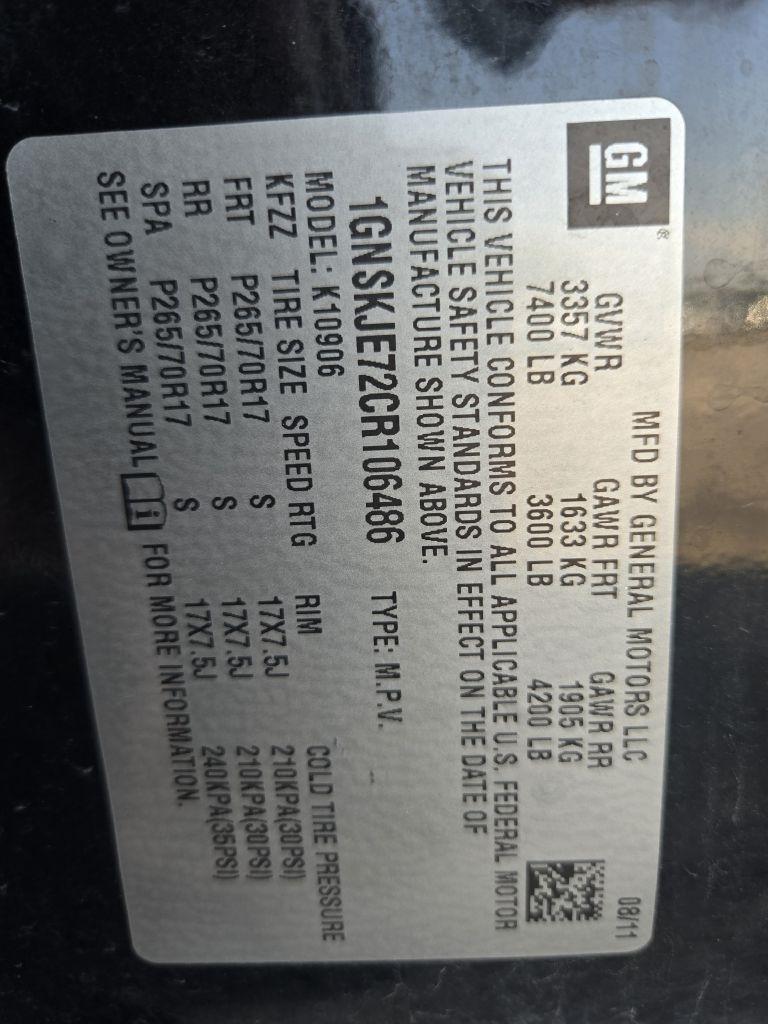 GM
MFD BY GENERAL MOTORS LLC 08/11
GVWR GAWR FRT GAWR RR
3357 KG 1633 KG 1905 KG
7400 LB 3600 LB 4200 LB
THIS VEHICLE CONFORMS TO ALL APPLICABLE U.S. FEDERAL MOTOR
VEHICLE SAFETY STANDARDS IN EFFECT ON THE DATE OF
MANUFACTURE SHOWN ABOVE.
1GNSKJE72CR106486 TYPE: M.P.V.
MODEL: K10906
KFZZ TIRE SIZE SPEED RTG RIM COLD TIRE PRESSURE
FRT P265/70R17 S 17X7.5J 210KPA(30PSI)
RR P265/70R17 S 17X7.5J 210KPA(30PSI)
SPA P265/70R17 S 17X7.5J 240KPA(35PSI)
SEE OWNER'S MANUAL i FOR MORE INFORMATION.